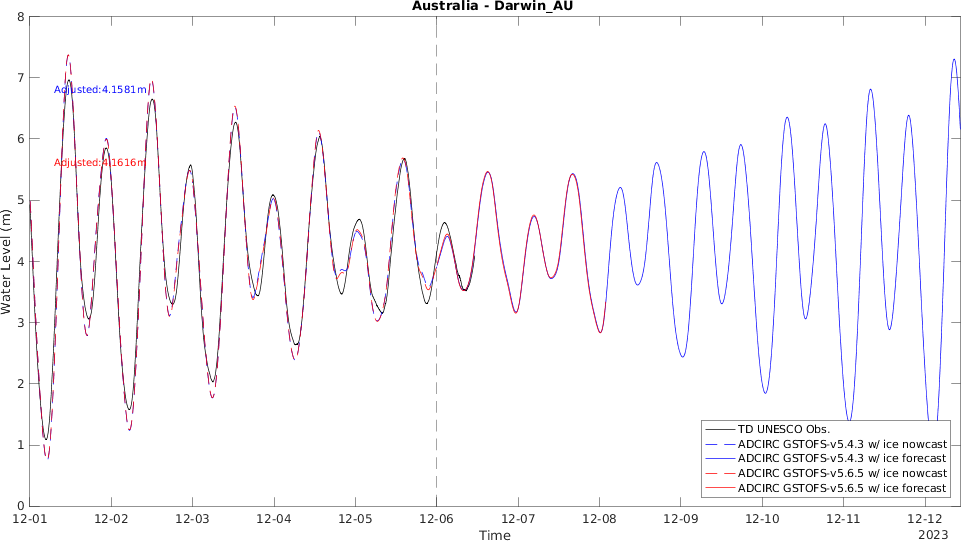 Australia - Darwin_AU
8
7
6
5
4
3
2
1
0
Water Level (m)
Adjusted:4.1581m
Adjusted:4.1616m
TD UNESCO Obs.
ADCIRC GSTOFS-v5.4.3 w/ ice nowcast
ADCIRC GSTOFS-v5.4.3 w/ ice forecast
ADCIRC GSTOFS-v5.6.5 w/ ice nowcast
ADCIRC GSTOFS-v5.6.5 w/ ice forecast
12-01 12-02 12-03 12-04 12-05 12-06 12-07 12-08 12-09 12-10 12-11 12-12
Time
2023